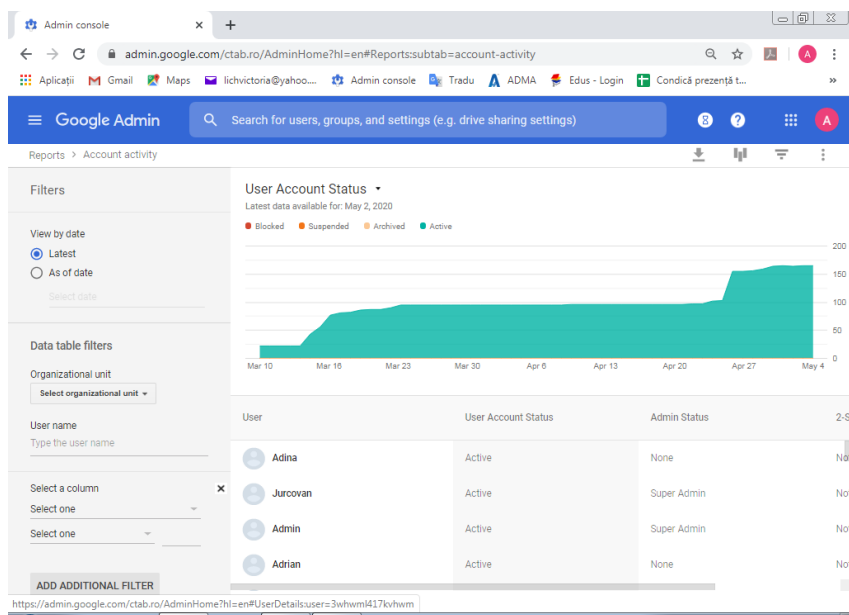 Admin console
admin.google.com/ctab.ro/AdminHome?hl=en#Reports:subtab=account-activity
A
Aplicații Gmail Maps lichvictoria@yahoo.... Admin console Tradu ADMA Edus - Login Condică prezență t... »
Google Admin Search for users, groups, and settings (e.g. drive sharing settings) ? A
Reports > Account activity
Filters
View by date
Latest
As of date
Select date
Data table filters
Organizational unit
Select organizational unit
User name
Type the user name
Select a column
Select one
Select one
ADD ADDITIONAL FILTER
User Account Status
Latest data available for: May 2, 2020
Blocked Suspended Archived Active
200
150
100
50
0
Mar 10 Mar 16 Mar 23 Mar 30 Apr 6 Apr 13 Apr 20 Apr 27 May 4
User User Account Status Admin Status 2-S
Adina Active None No
Jurcovan Active Super Admin No
Admin Active Super Admin No
Adrian Active None No
https://admin.google.com/ctab.ro/AdminHome?hl=en#UserDetails:user=3whwml417kvhwm